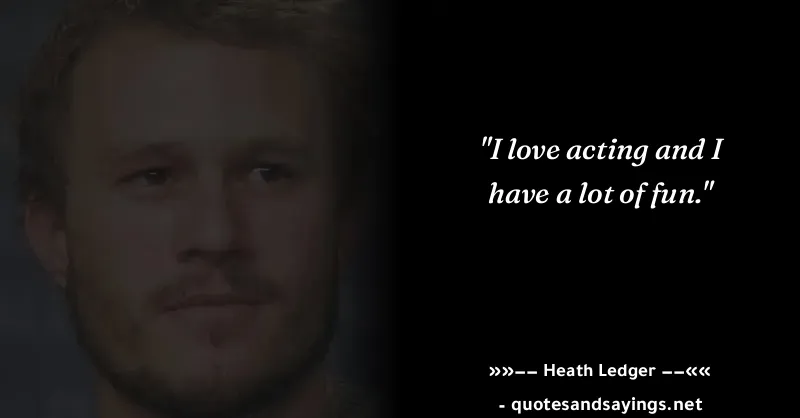 "I love acting and I
have a lot of fun."
»»−− Heath Ledger −−««
- quotesandsayings.net